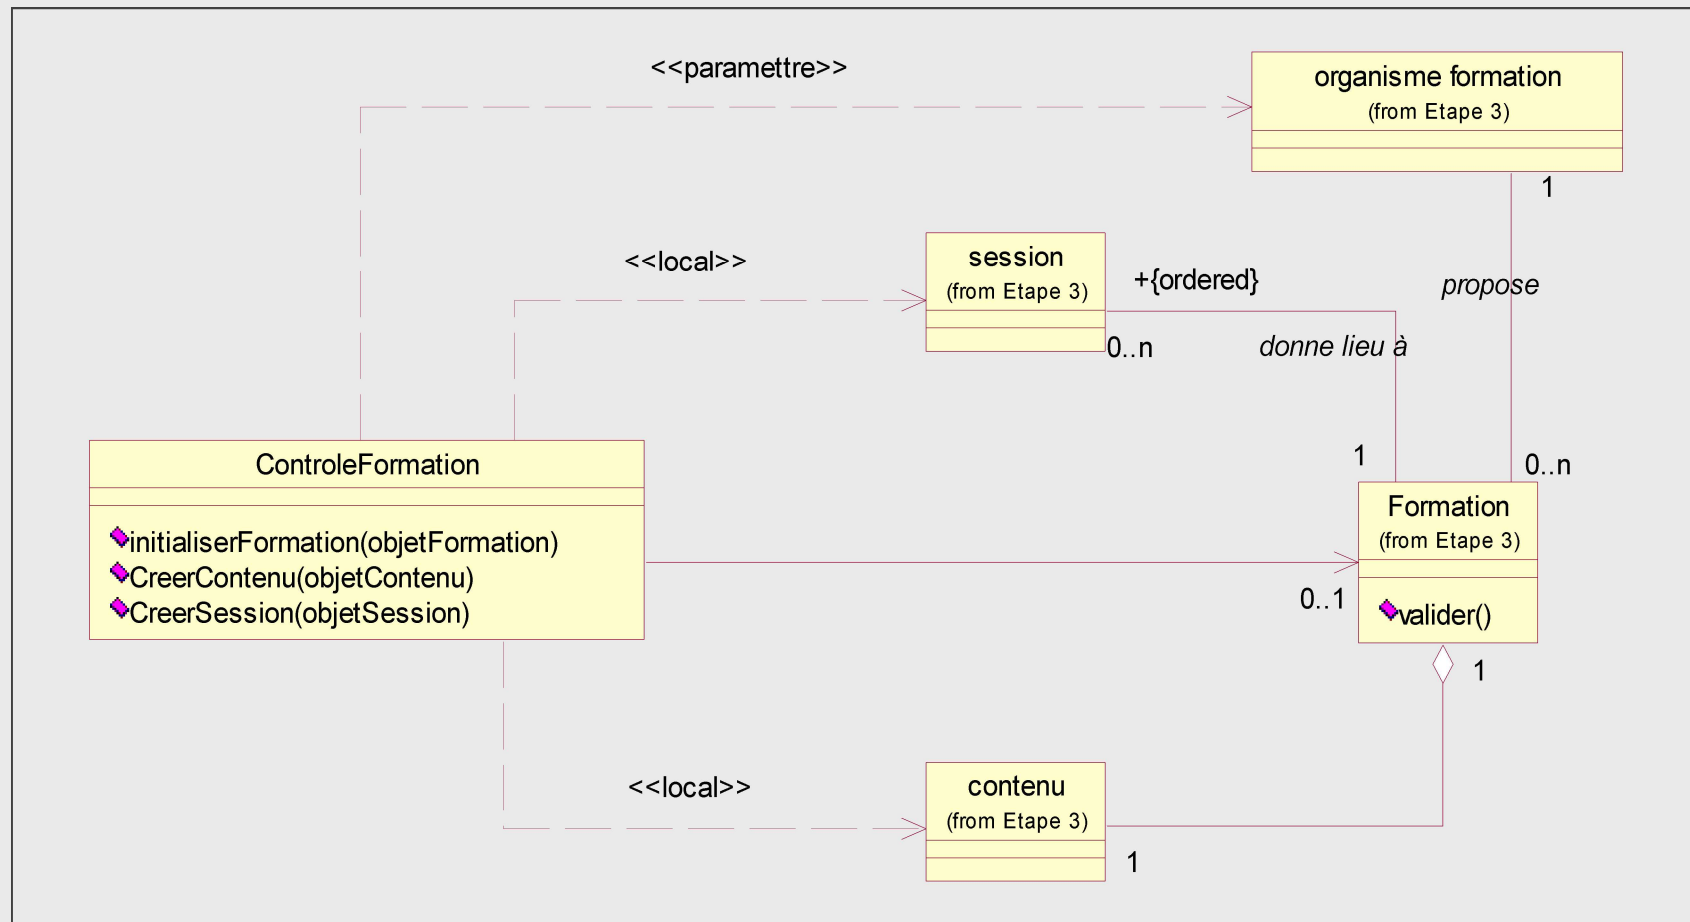 <<paramettre>>
organisme formation
(from Etape 3)
1
<<local>>
session
(from Etape 3)
+{ordered}
0..n
propose
donne lieu à
1
0..n
ControleFormation
initialiserFormation(objetFormation)
CreerContenu(objetContenu)
CreerSession(objetSession)
Formation
(from Etape 3)
0..1
valider()
1
<<local>>
contenu
(from Etape 3)
1